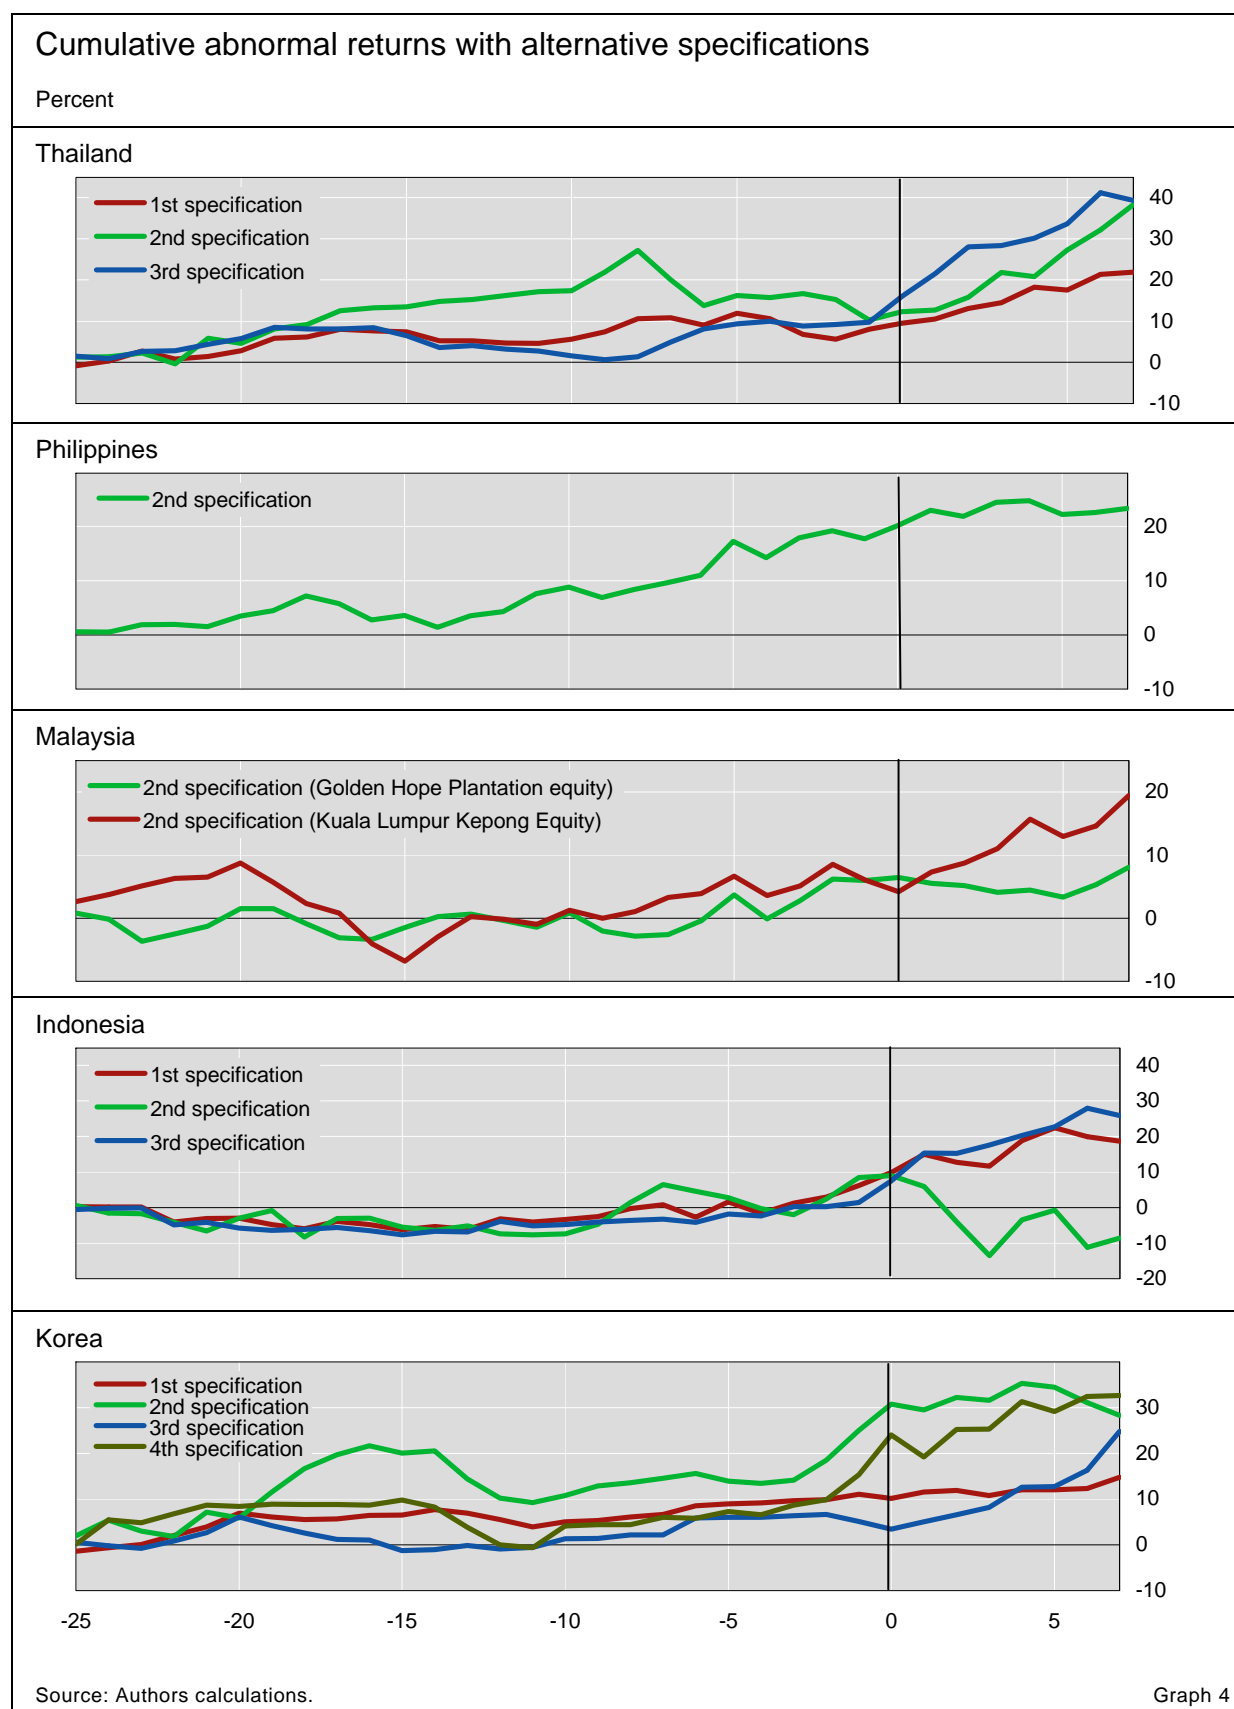 Cumulative abnormal returns with alternative specifications
Percent
Thailand
1st specification
2nd specification
3rd specification
40
30
20
10
0
-10
Philippines
2nd specification
20
10
0
-10
Malaysia
2nd specification (Golden Hope Plantation equity)
2nd specification (Kuala Lumpur Kepong Equity)
20
10
0
-10
Indonesia
1st specification
2nd specification
3rd specification
40
30
20
10
0
-10
-20
Korea
1st specification
2nd specification
3rd specification
4th specification
30
20
10
0
-10
-25 -20 -15 -10 -5 0 5
Source: Authors calculations. Graph 4